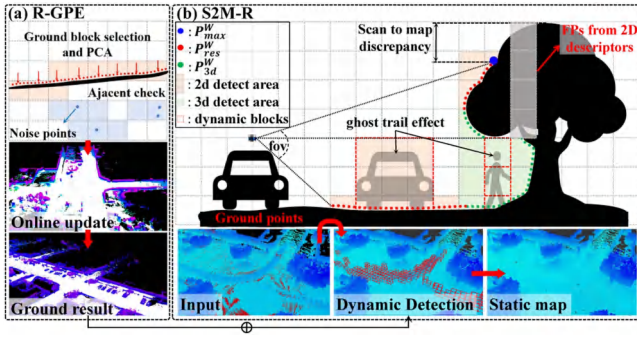 (a) R-GPE
Ground block selection
and PCA
Ajacent check
Noise points
Online update
Ground result
(b) S2M-R
: P^W_max
: P^W_res
: P^W_3d
: 2d detect area
: 3d detect area
: dynamic blocks
Scan to map
discrepancy
FPs from 2D
descriptors
ghost trail effect
fov
Ground points
Input
Dynamic Detection
Static map